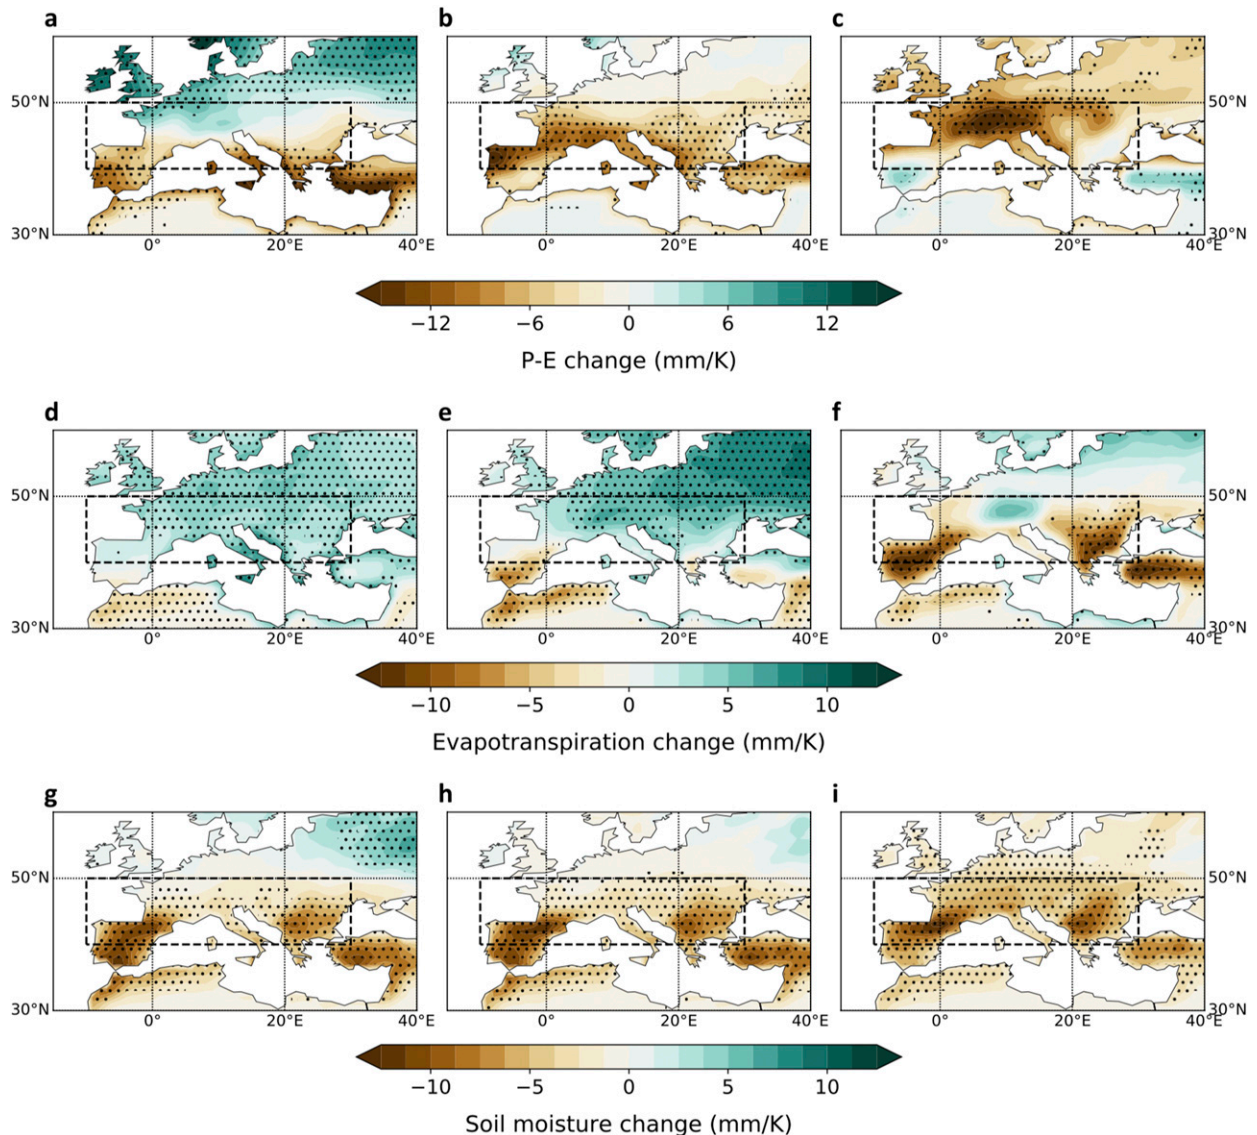 a b c
50°N 50°N
30°N 30°N
0° 20°E 40°E 0° 20°E 40°E 0° 20°E 40°E
−12 −6 0 6 12
P-E change (mm/K)
d e f
50°N 50°N
30°N 30°N
0° 20°E 40°E 0° 20°E 40°E 0° 20°E 40°E
−10 −5 0 5 10
Evapotranspiration change (mm/K)
g h i
50°N 50°N
30°N 30°N
0° 20°E 40°E 0° 20°E 40°E 0° 20°E 40°E
−10 −5 0 5 10
Soil moisture change (mm/K)